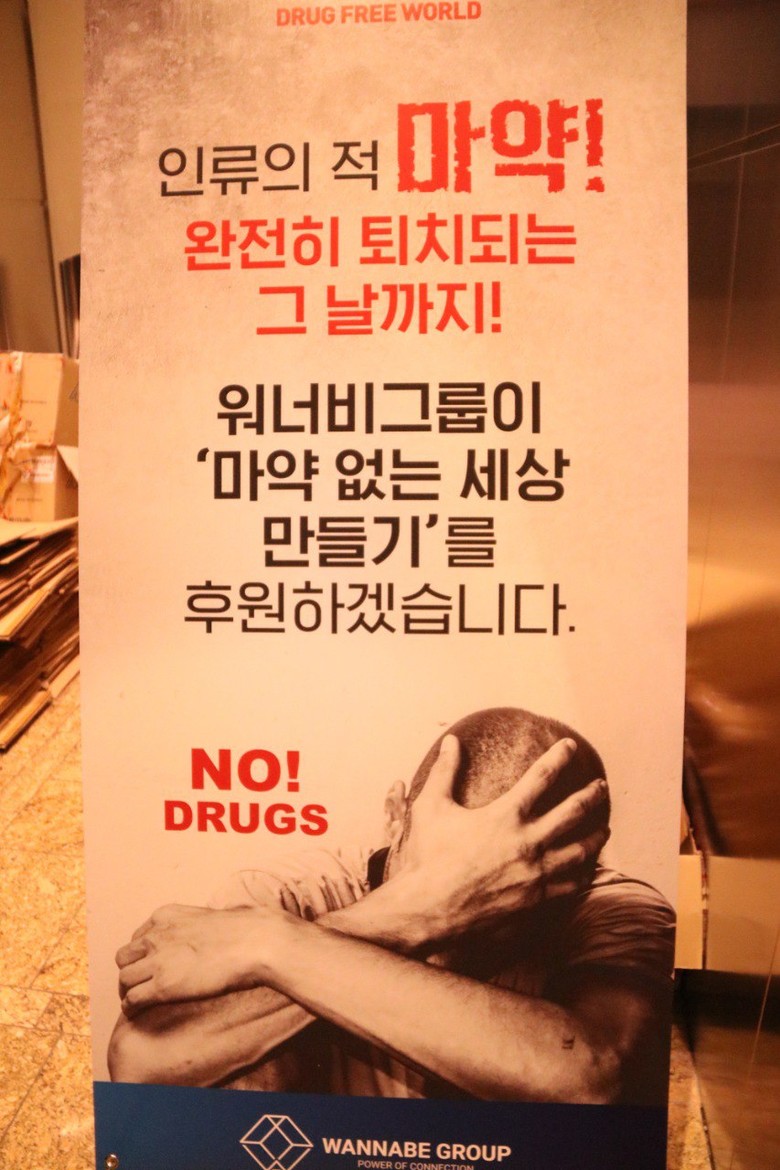 DRUG FREE WORLD
인류의 적 마약!
완전히 퇴치되는
그 날까지!
워너비그룹이
‘마약 없는 세상
만들기’를
후원하겠습니다.
NO!
DRUGS
WANNABE GROUP
POWER OF CONNECTION